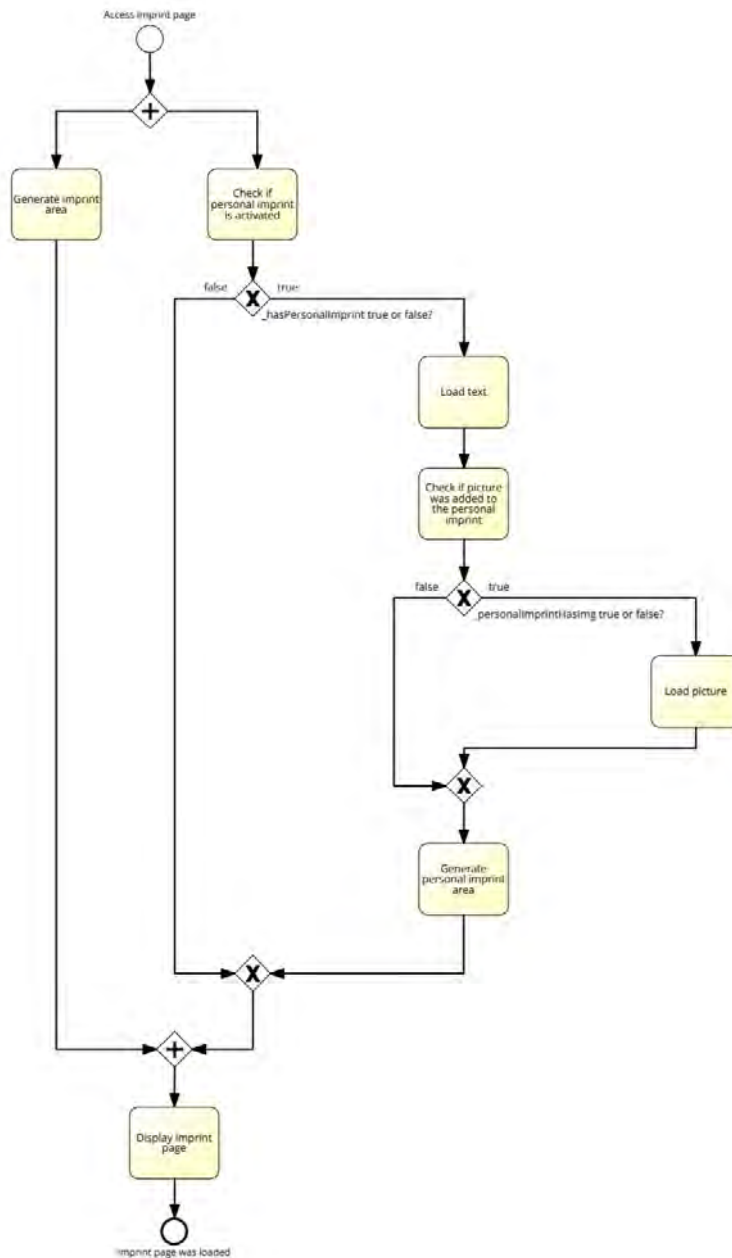 Access imprint page
Generate imprint
area
Check if
personal imprint
is activated
false
true
_hasPersonalImprint true or false?
Load text
Check if picture
was added to
the personal
imprint
false
true
_personalImprintHasImg true or false?
Load picture
Generate
personal imprint
area
Display imprint
page
Imprint page was loaded